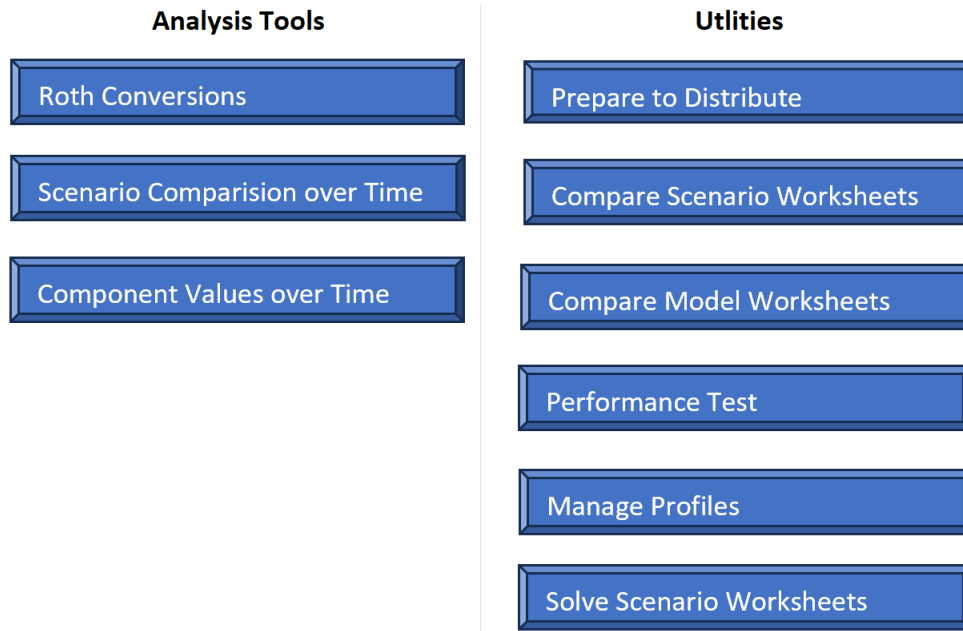 Analysis Tools
Roth Conversions
Scenario Comparision over Time
Component Values over Time
Utlities
Prepare to Distribute
Compare Scenario Worksheets
Compare Model Worksheets
Performance Test
Manage Profiles
Solve Scenario Worksheets